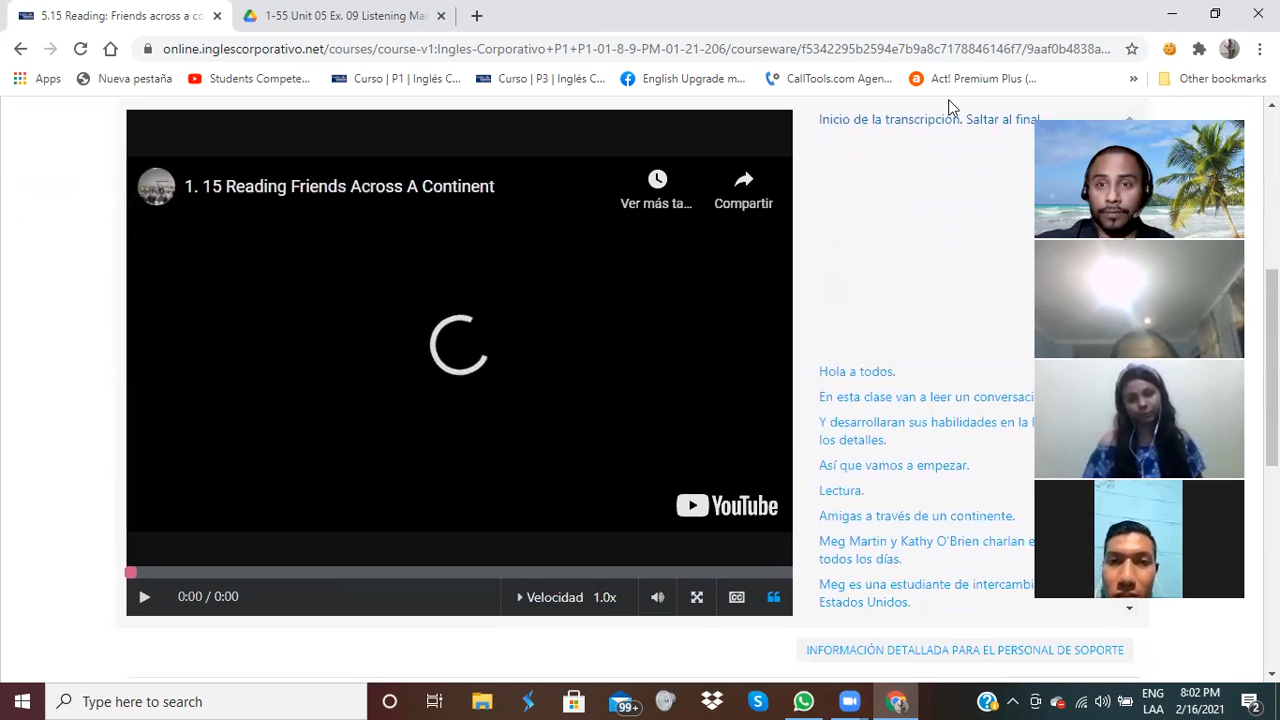 5.15 Reading: Friends across a co
1-55 Unit 05 Ex. 09 Listening Ma
online.inglescorporativo.net/courses/course-v1:Ingles-Corporativo+P1+P1-01-8-9-PM-01-21-206/courseware/f5342295b2594e7b9a8c7178846146f7/9aaf0b4838a...
Apps
Nueva pestaña
Students Compete...
Curso | P1 | Inglés C...
Curso | P3 | Inglés C...
English Upgrade m...
CallTools.com Agen...
Act! Premium Plus (...
»
Other bookmarks
1. 15 Reading Friends Across A Continent
Ver más ta...
Compartir
YouTube
0:00 / 0:00
Velocidad 1.0x
Inicio de la transcripción. Saltar al final.
Hola a todos.
En esta clase van a leer un conversaci
Y desarrollaran sus habilidades en la l
los detalles.
Así que vamos a empezar.
Lectura.
Amigas a través de un continente.
Meg Martin y Kathy O'Brien charlan e
todos los días.
Meg es una estudiante de intercambi
Estados Unidos.
INFORMACIÓN DETALLADA PARA EL PERSONAL DE SOPORTE
Type here to search
99+
ENG
LAA
8:02 PM
2/16/2021
2